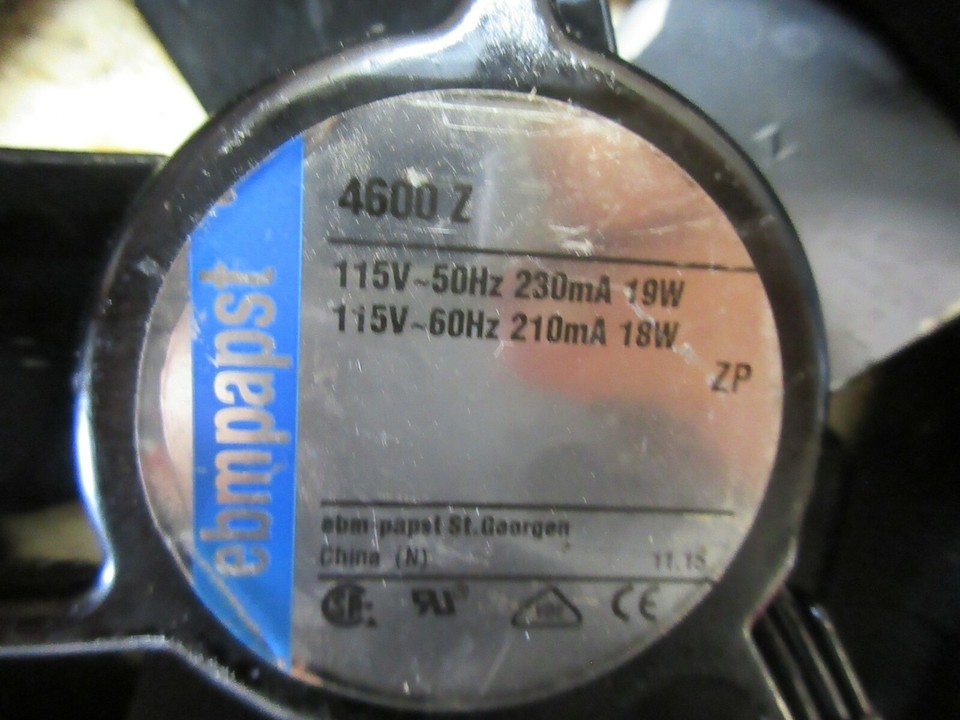 ebmpapst
4600 Z
115V~50Hz 230mA 19W
115V~60Hz 210mA 18W
ZP
ebm-papst St.Georgen
China (N)
11.15
CE